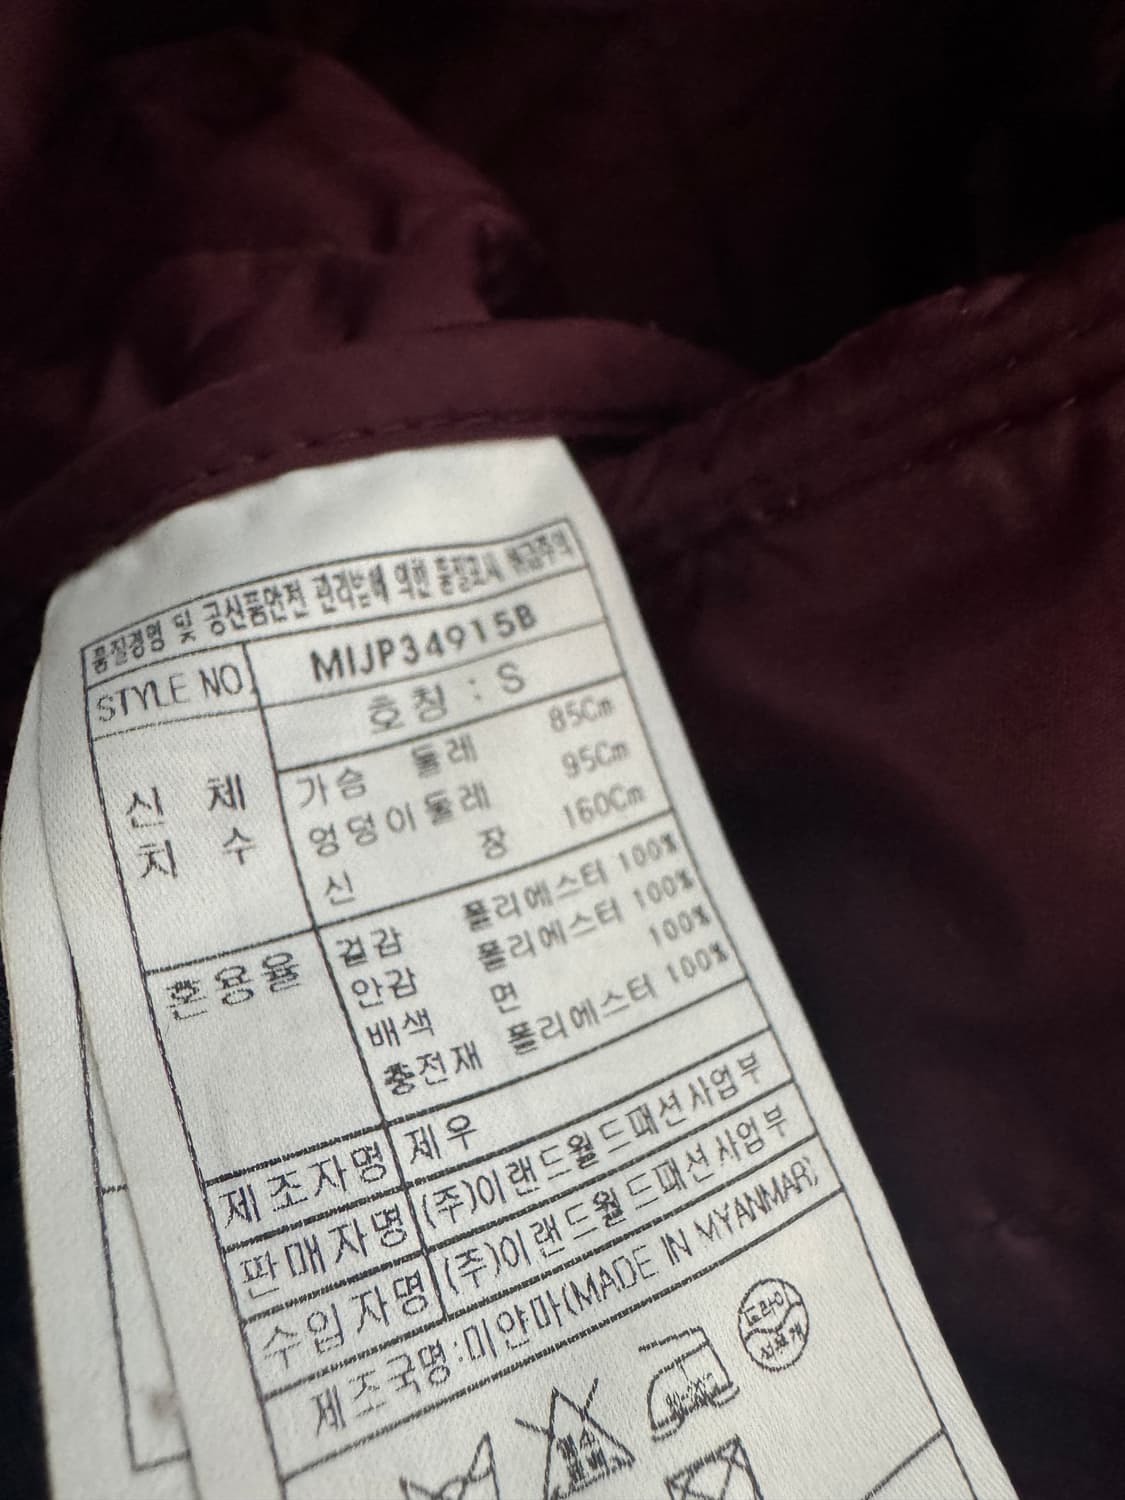 품질경영 및 공산품안전 관리법에 의한 품질표시
STYLE NO. MIJP34915B
호칭 : S
신체
치수
가슴 둘레 85Cm
엉덩이둘레 95Cm
신 장 160Cm
혼용율
겉감 폴리에스터 100%
안감 폴리에스터 100%
배색 면 100%
충전재 폴리에스터 100%
제조자명 제우
판매자명 (주)이랜드월드패션사업부
수입자명 (주)이랜드월드패션사업부
제조국명:미얀마(MADE IN MYANMAR)
드라이
석유계